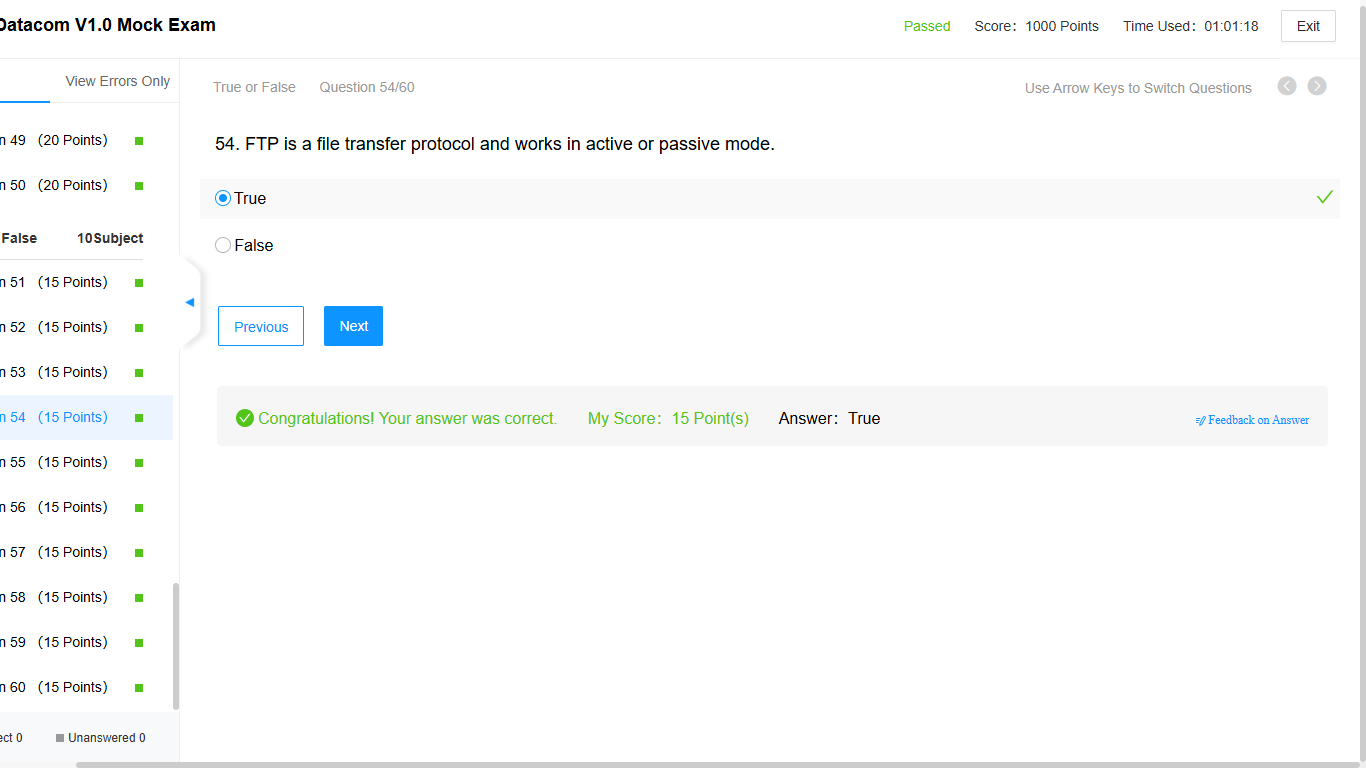 Datacom V1.0 Mock Exam
Passed Score: 1000 Points Time Used: 01:01:18 Exit
View Errors Only
True or False Question 54/60 Use Arrow Keys to Switch Questions
n 49 (20 Points)
n 50 (20 Points)
False 10Subject
n 51 (15 Points)
n 52 (15 Points)
n 53 (15 Points)
n 54 (15 Points)
n 55 (15 Points)
n 56 (15 Points)
n 57 (15 Points)
n 58 (15 Points)
n 59 (15 Points)
n 60 (15 Points)
ect 0 Unanswered 0
54. FTP is a file transfer protocol and works in active or passive mode.
True
False
Previous Next
Congratulations! Your answer was correct. My Score: 15 Point(s) Answer: True Feedback on Answer